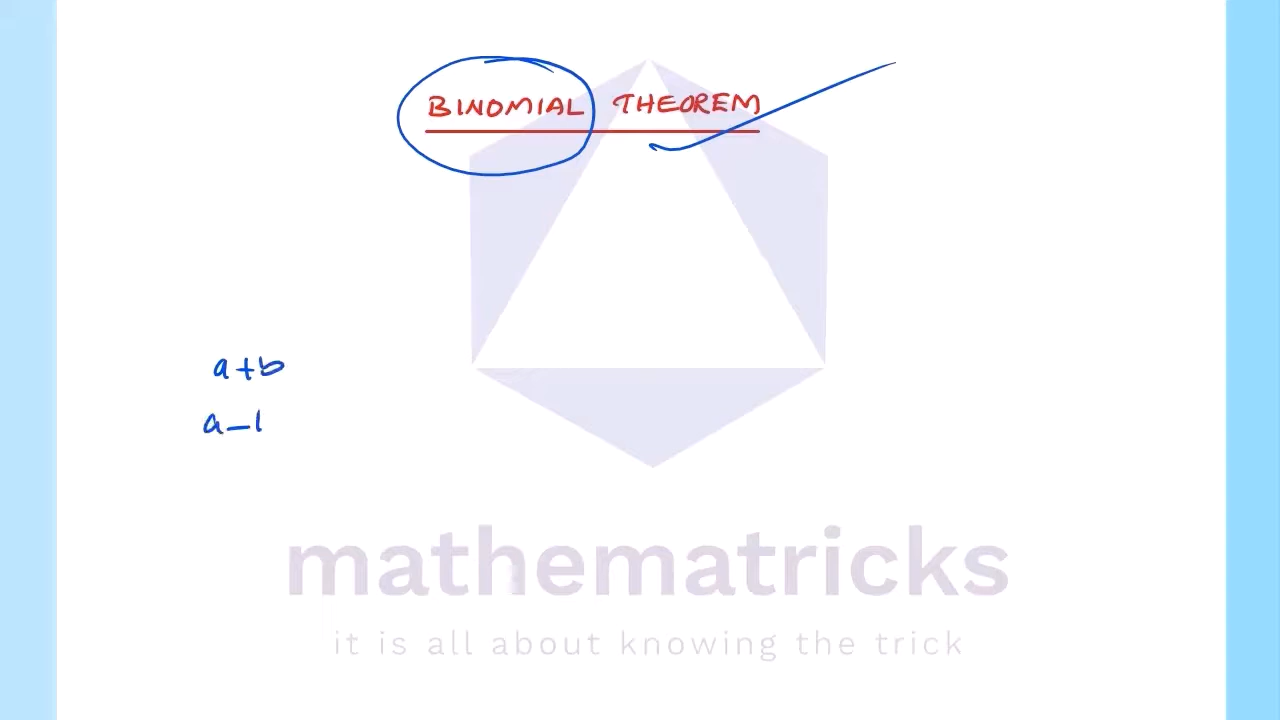 BINOMIAL THEOREM
a+b
a-1
mathematricks
it is all about knowing the trick